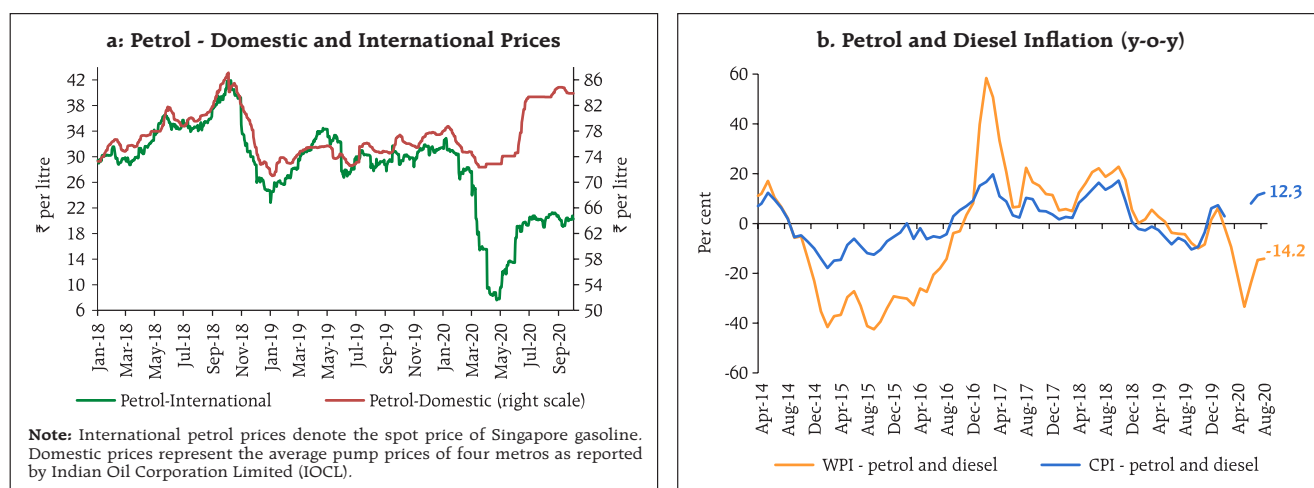 a: Petrol - Domestic and International Prices
₹ per litre
42
38
34
30
26
22
18
14
10
6
86
82
78
74
70
66
62
58
54
50
₹ per litre
Jan-18
Mar-18
May-18
Jul-18
Sep-18
Nov-18
Jan-19
Mar-19
May-19
Jul-19
Sep-19
Nov-19
Jan-20
Mar-20
May-20
Jul-20
Sep-20
Petrol-International
Petrol-Domestic (right scale)
Note: International petrol prices denote the spot price of Singapore gasoline.
Domestic prices represent the average pump prices of four metros as reported
by Indian Oil Corporation Limited (IOCL).
b. Petrol and Diesel Inflation (y-o-y)
Per cent
60
40
20
0
-20
-40
-60
12.3
-14.2
Apr-14
Aug-14
Dec-14
Apr-15
Aug-15
Dec-15
Apr-16
Aug-16
Dec-16
Apr-17
Aug-17
Dec-17
Apr-18
Aug-18
Dec-18
Apr-19
Aug-19
Dec-19
Apr-20
Aug-20
WPI - petrol and diesel
CPI - petrol and diesel